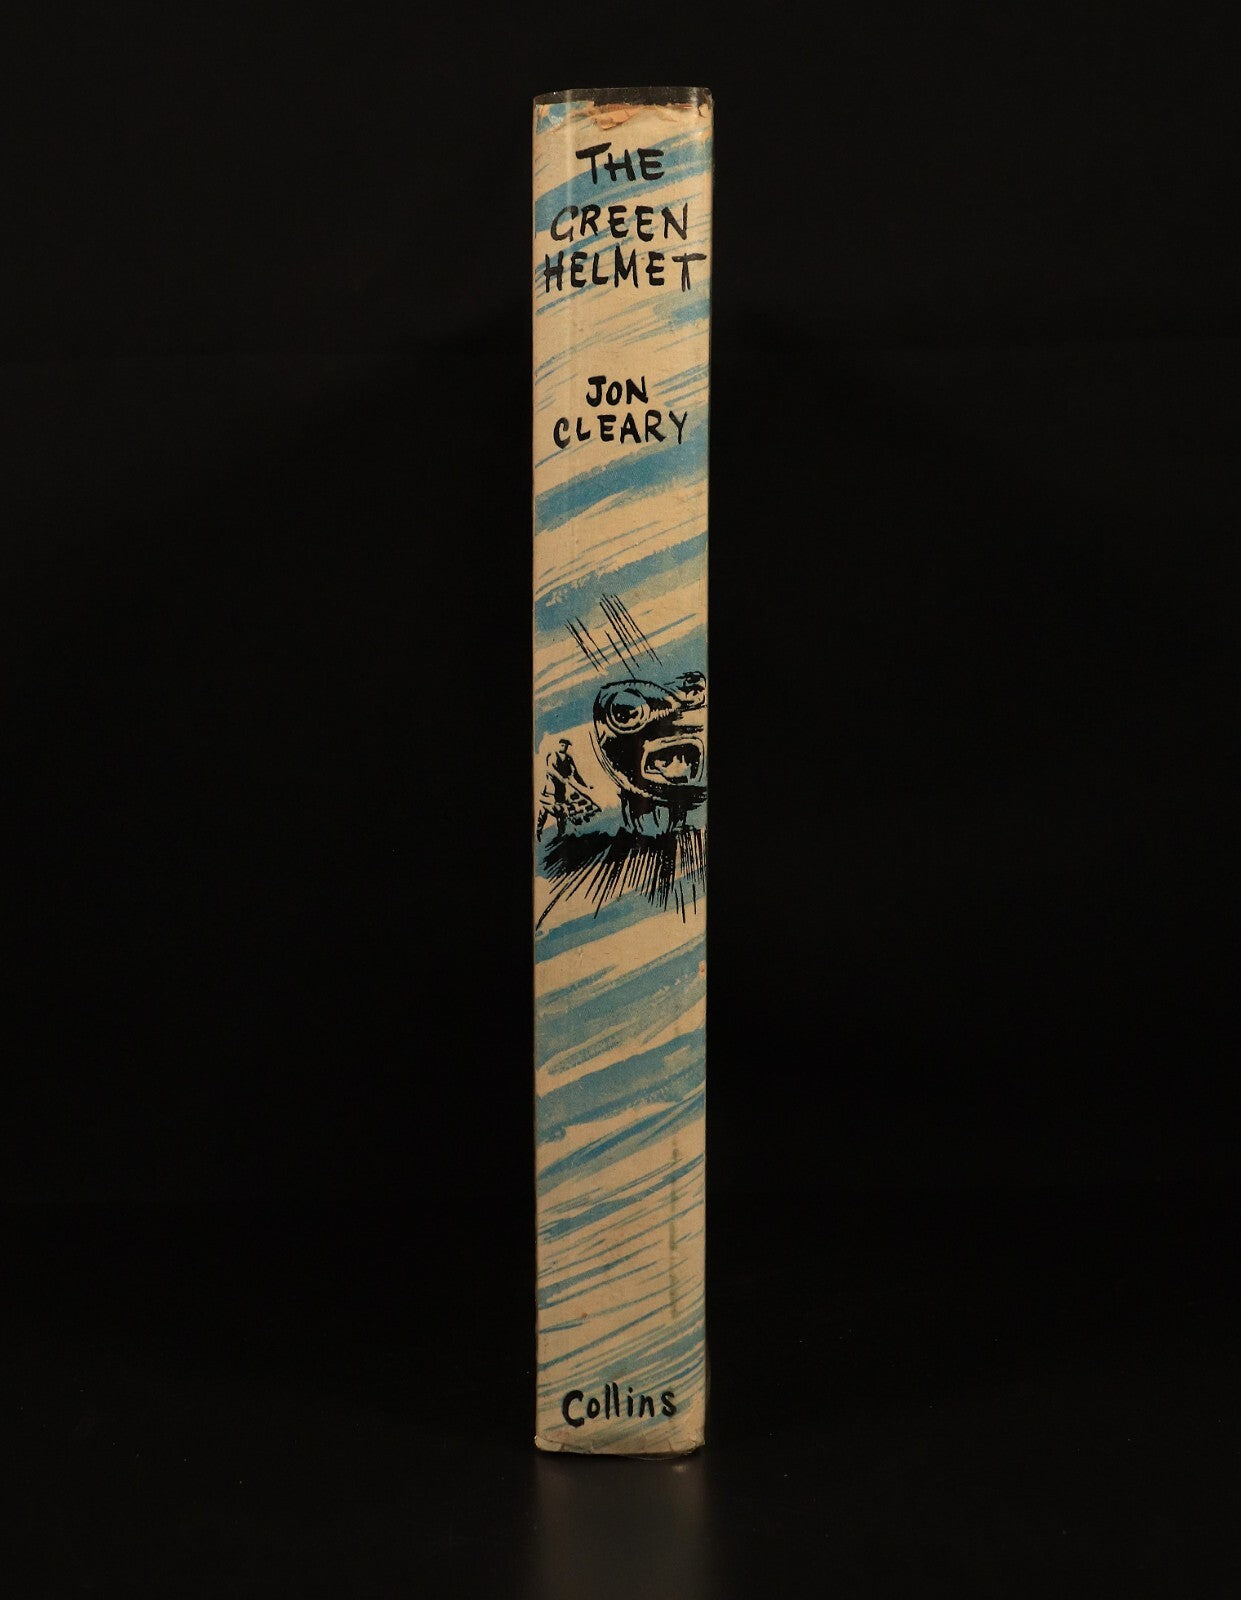 THE
GREEN
HELMET
JON
CLEARY
Collins